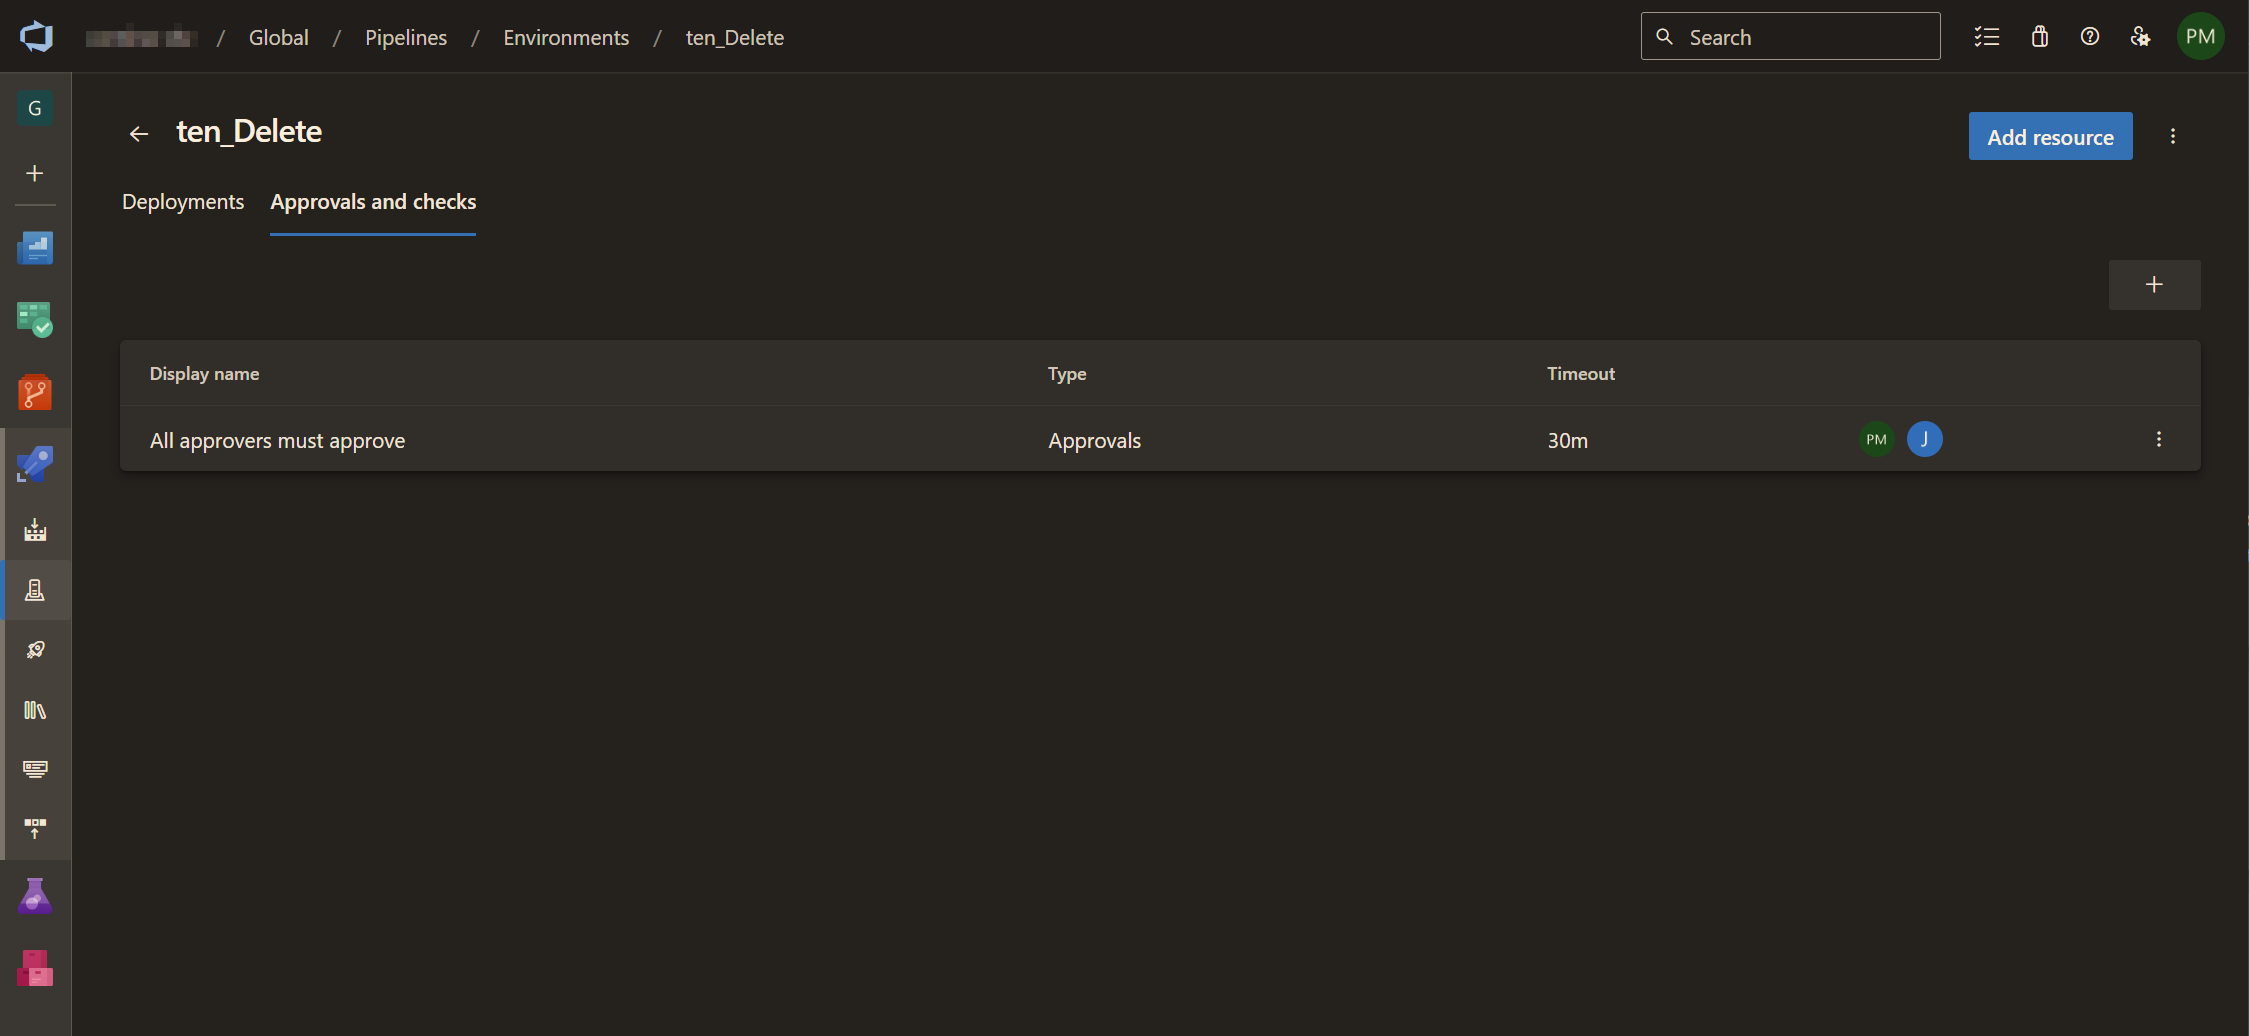 / Global / Pipelines / Environments / ten_Delete
Search
PM
G
ten_Delete
Add resource
Deployments
Approvals and checks
Display name Type Timeout
All approvers must approve Approvals 30m PM J